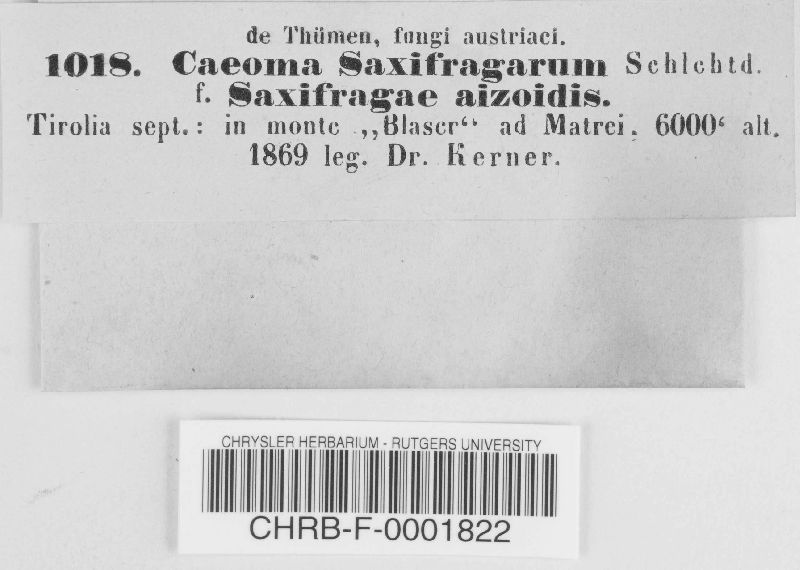 de Thümen, fungi austriaci.
1018. Caeoma Saxifragarum Schlchtd.
f. Saxifragae aizoidis.
Tirolia sept.: in monte „Blaser“ ad Matrei. 6000‘ alt.
1869 leg. Dr. Kerner.
CHRYSLER HERBARIUM - RUTGERS UNIVERSITY
CHRB-F-0001822